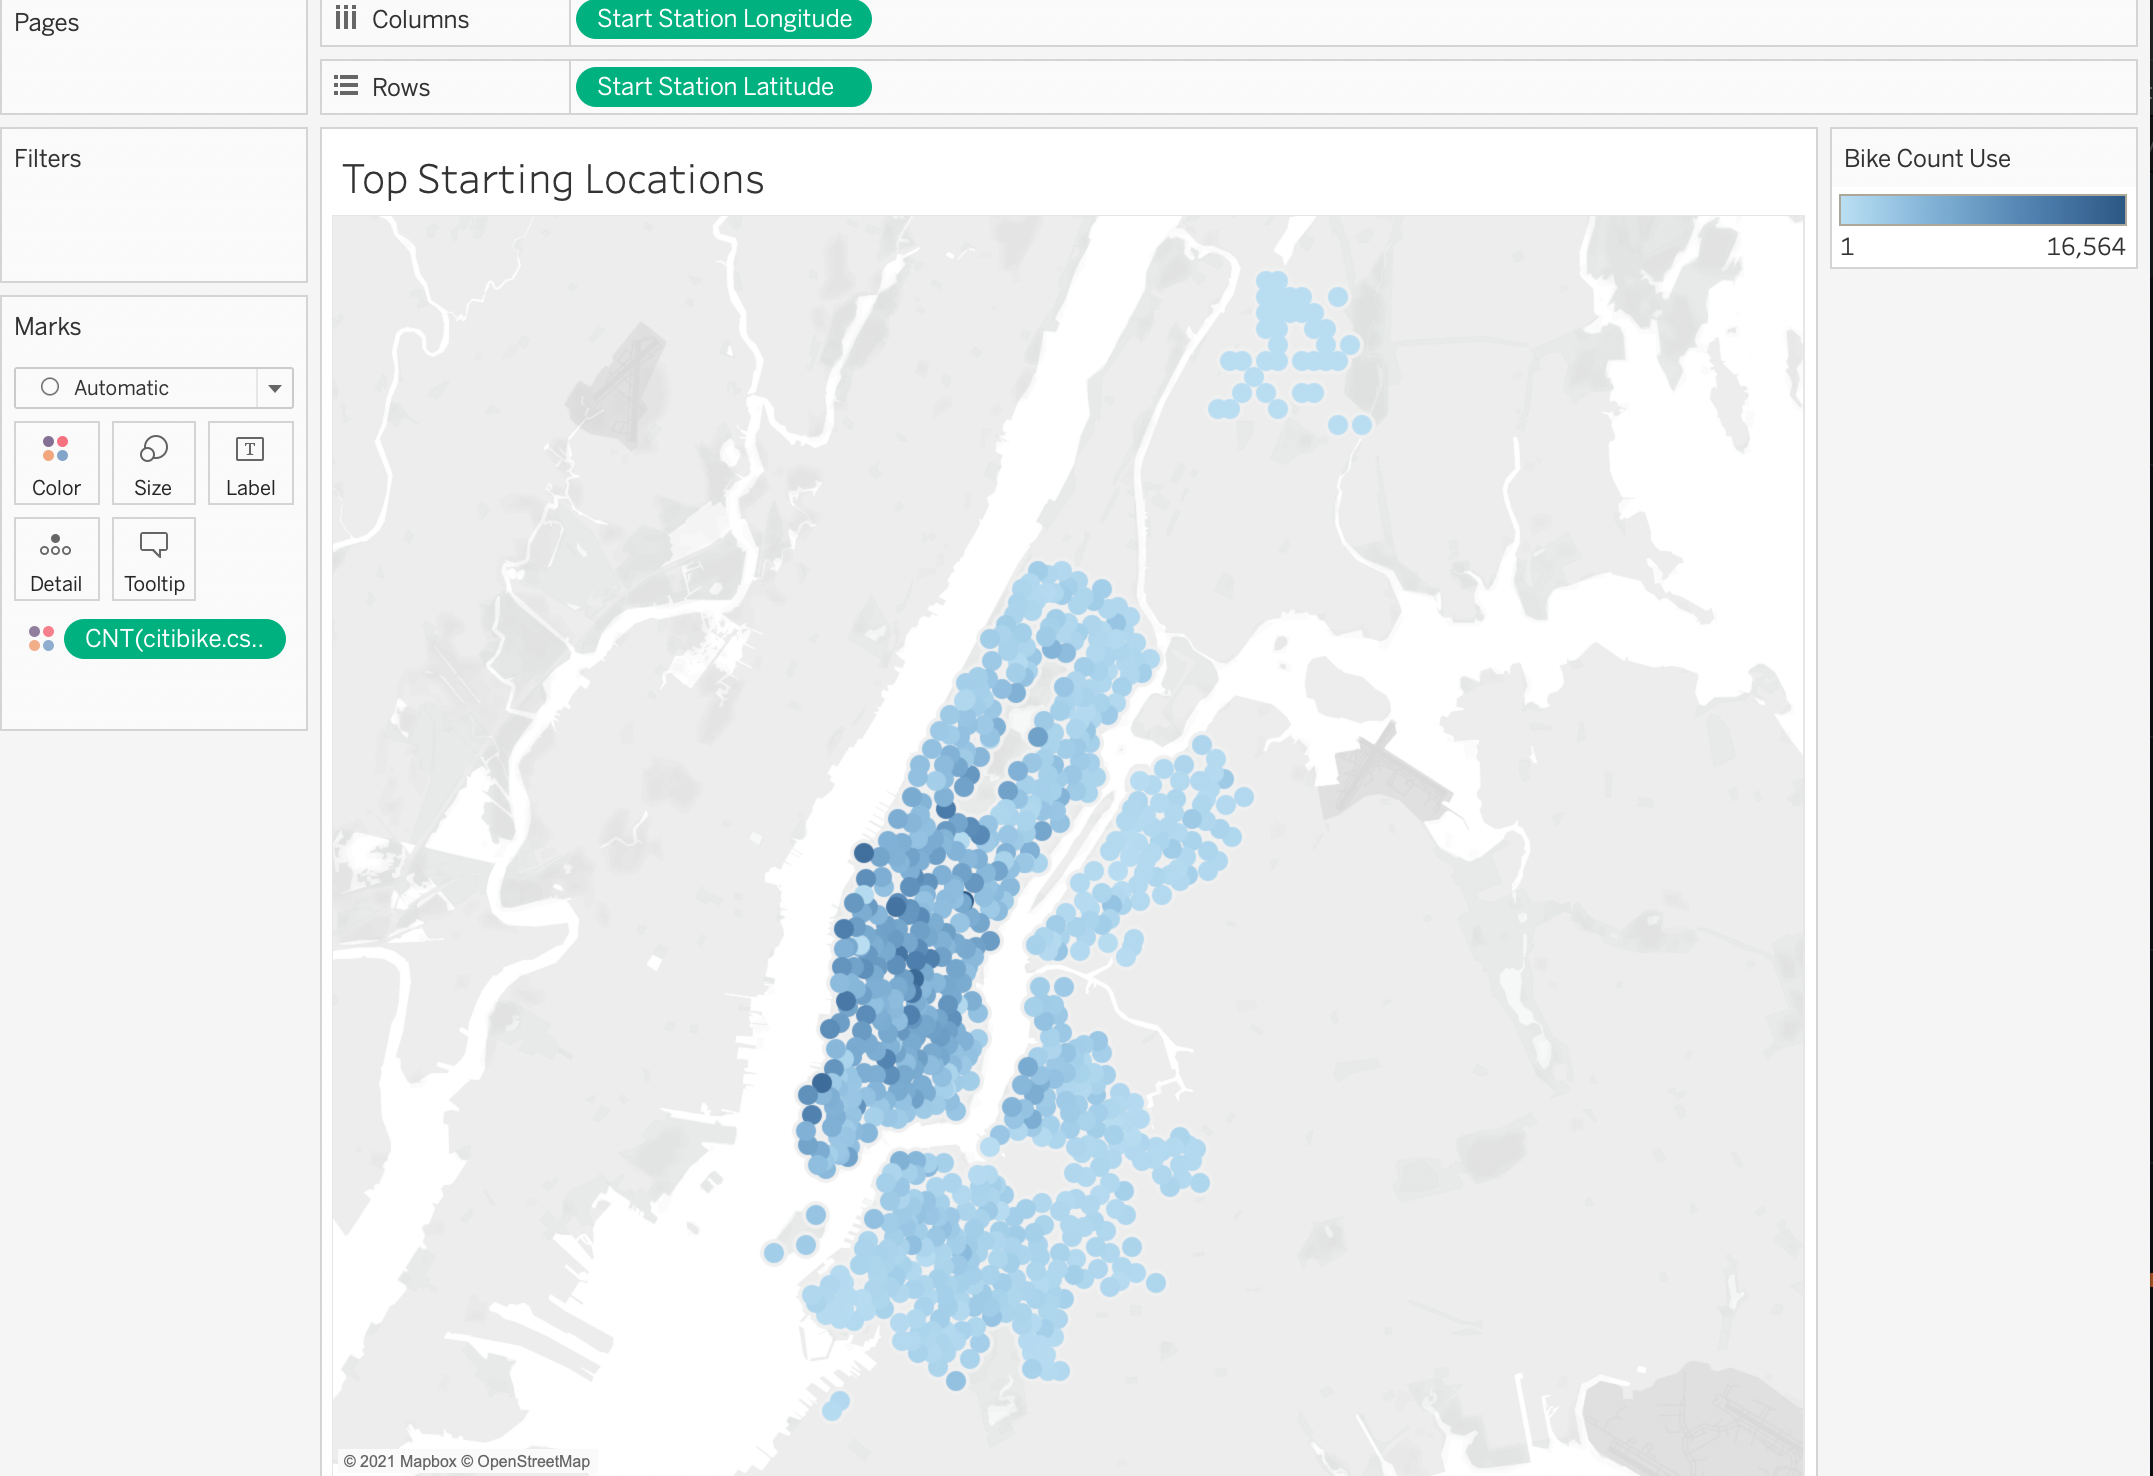 Pages
Columns
Start Station Longitude
Rows
Start Station Latitude
Filters
Marks
Automatic
Color
Size
T
Label
Detail
Tooltip
CNT(citibike.cs..
Top Starting Locations
© 2021 Mapbox © OpenStreetMap
Bike Count Use
1
16,564